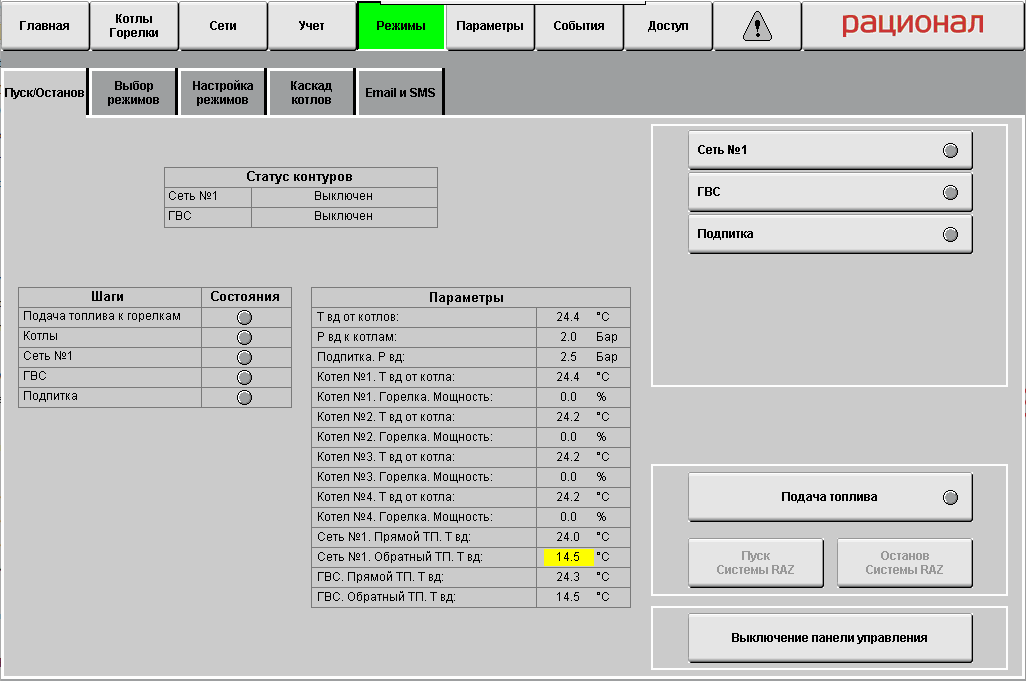 Главная
Котлы
Горелки
Сети
Учет
Режимы
Параметры
События
Доступ
рационал
Пуск/Останов
Выбор
режимов
Настройка
режимов
Каскад
котлов
Email и SMS
Статус контуров
Сеть №1 Выключен
ГВС Выключен
Шаги Состояния
Подача топлива к горелкам
Котлы
Сеть №1
ГВС
Подпитка
Параметры
Т вд от котлов: 24.4 °C
Р вд к котлам: 2.0 Бар
Подпитка. Р вд: 2.5 Бар
Котел №1. Т вд от котла: 24.4 °C
Котел №1. Горелка. Мощность: 0.0 %
Котел №2. Т вд от котла: 24.2 °C
Котел №2. Горелка. Мощность: 0.0 %
Котел №3. Т вд от котла: 24.2 °C
Котел №3. Горелка. Мощность: 0.0 %
Котел №4. Т вд от котла: 24.2 °C
Котел №4. Горелка. Мощность: 0.0 %
Сеть №1. Прямой ТП. Т вд: 24.0 °C
Сеть №1. Обратный ТП. Т вд: 14.5 °C
ГВС. Прямой ТП. Т вд: 24.3 °C
ГВС. Обратный ТП. Т вд: 14.5 °C
Сеть №1
ГВС
Подпитка
Подача топлива
Пуск
Системы RAZ
Останов
Системы RAZ
Выключение панели управления